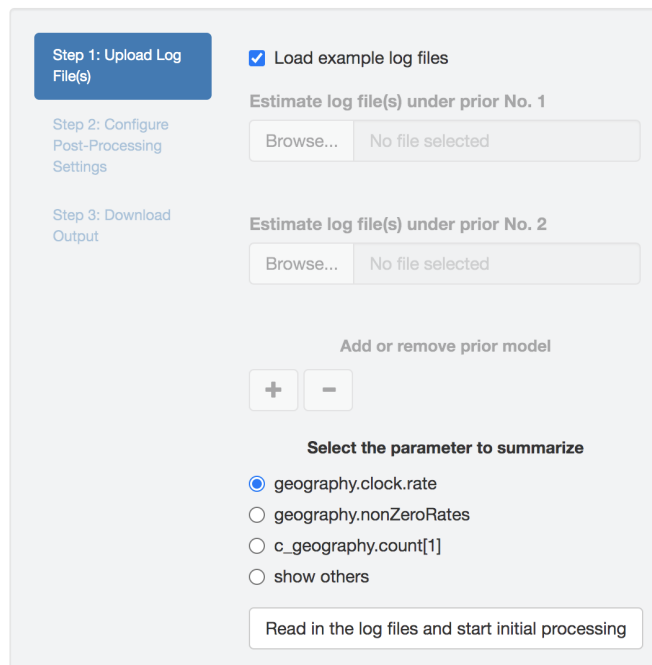 Step 1: Upload Log
File(s)
Step 2: Configure
Post-Processing
Settings
Step 3: Download
Output
Load example log files
Estimate log file(s) under prior No. 1
Browse... No file selected
Estimate log file(s) under prior No. 2
Browse... No file selected
Add or remove prior model
+ −
Select the parameter to summarize
geography.clock.rate
geography.nonZeroRates
c_geography.count[1]
show others
Read in the log files and start initial processing